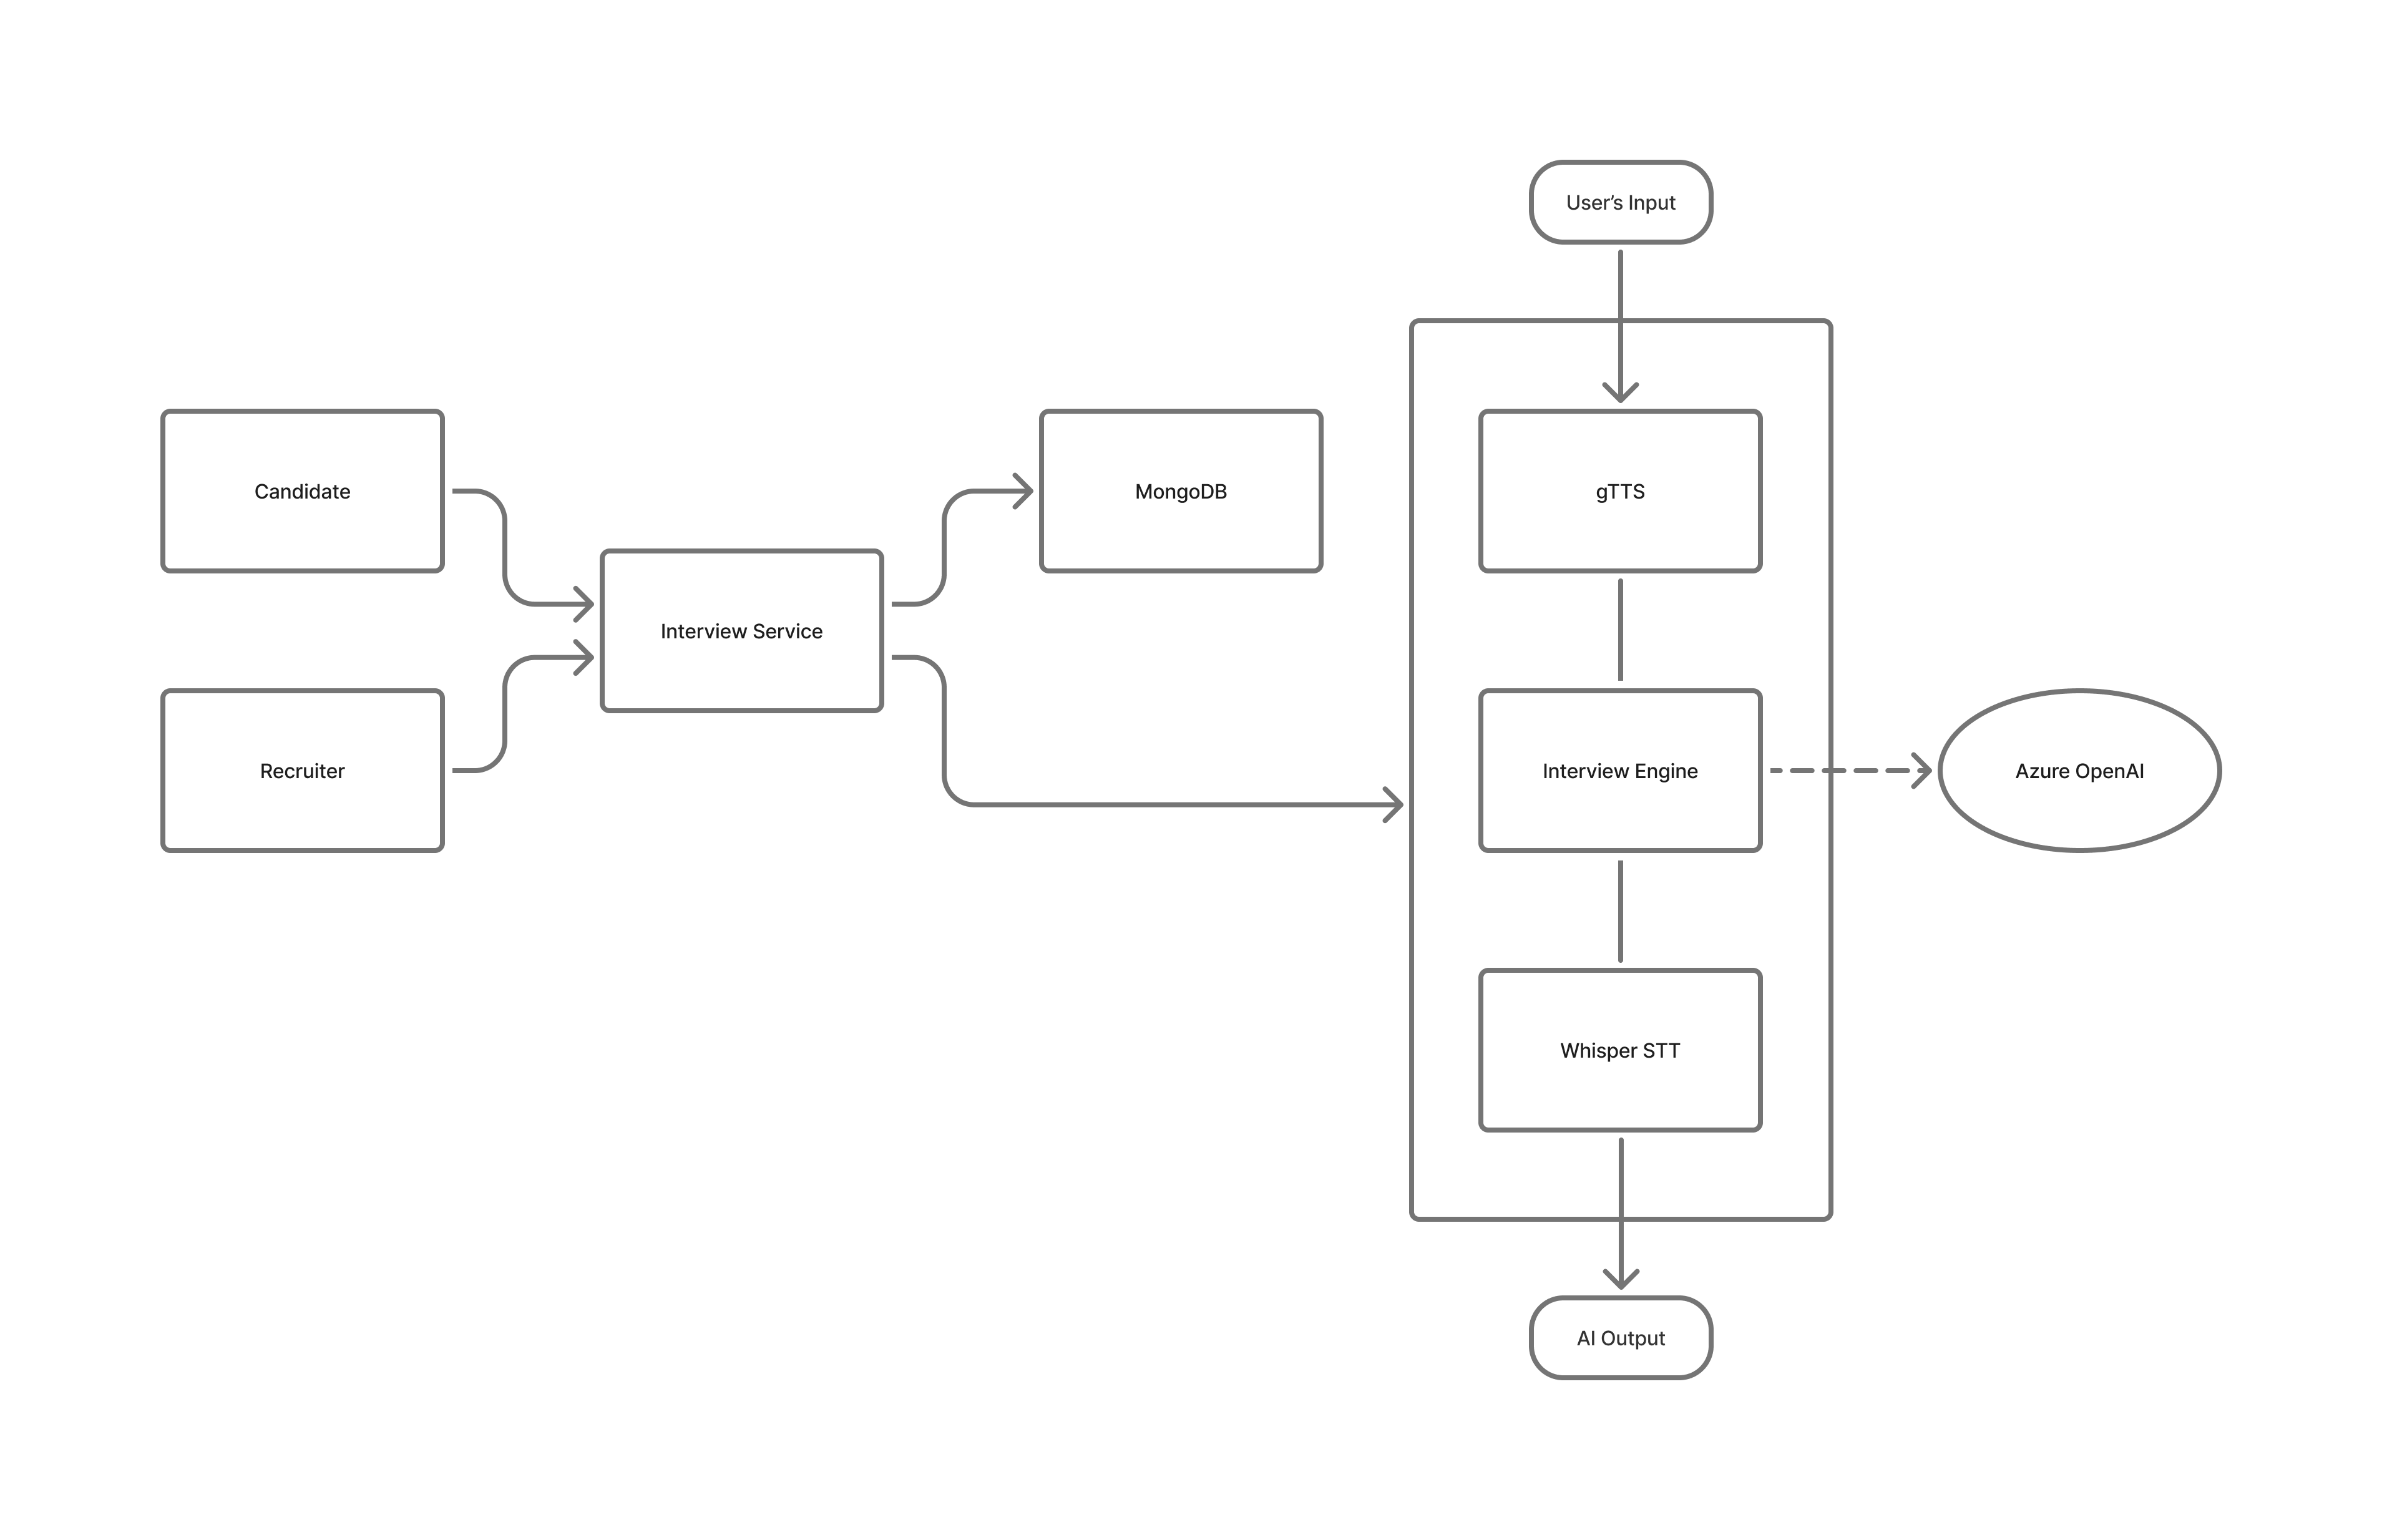 User’s Input
Candidate
MongoDB
gTTS
Interview Service
Recruiter
Interview Engine
Azure OpenAI
Whisper STT
AI Output